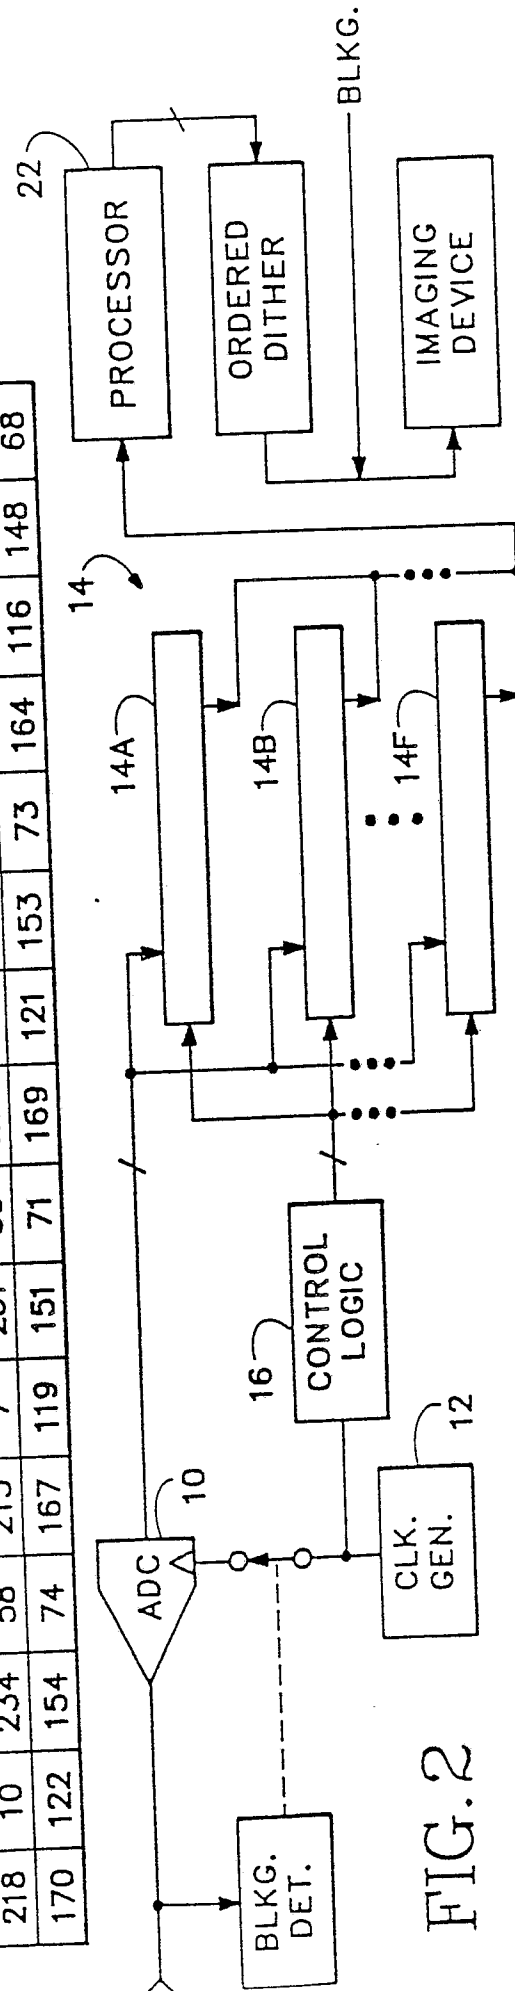 218 10 234 58 215 7
170 122 154 74 167 119 151 71 169 121 153 73 164 116 148 68
ADC
10
BLKG.
DET.
CLK.
GEN.
12
16
CONTROL
LOGIC
14
14A
14B
14F
22
PROCESSOR
ORDERED
DITHER
BLKG.
IMAGING
DEVICE
FIG. 2